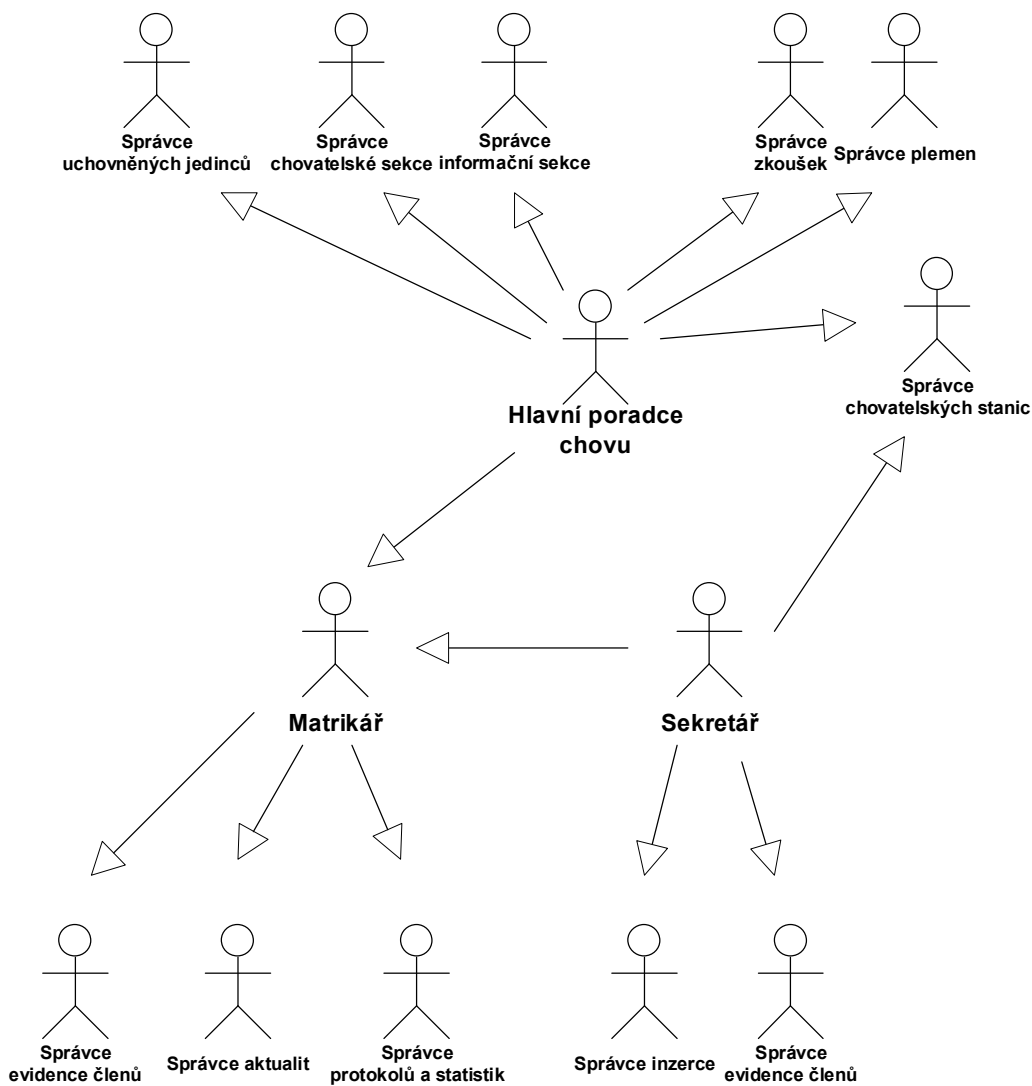 Správce
uchovněných jedinců
Správce
chovatelské sekce
Správce
informační sekce
Správce
zkoušek
Správce plemen
Správce
chovatelských stanic
Hlavní poradce
chovu
Matrikář
Sekretář
Správce
evidence členů
Správce aktualit
Správce
protokolů a statistik
Správce inzerce
Správce
evidence členů